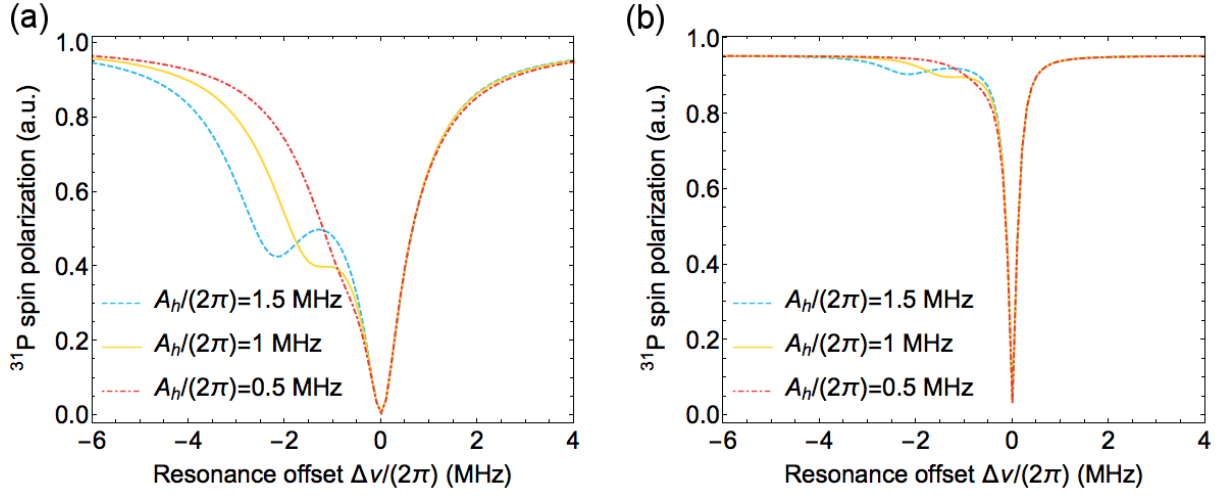 (a)
1.0
0.8
0.6
0.4
0.2
0.0
³¹P spin polarization (a.u.)
Aₕ/(2π)=1.5 MHz
Aₕ/(2π)=1 MHz
Aₕ/(2π)=0.5 MHz
−6 −4 −2 0 2 4
Resonance offset Δν/(2π) (MHz)
(b)
1.0
0.8
0.6
0.4
0.2
0.0
³¹P spin polarization (a.u.)
Aₕ/(2π)=1.5 MHz
Aₕ/(2π)=1 MHz
Aₕ/(2π)=0.5 MHz
−6 −4 −2 0 2 4
Resonance offset Δν/(2π) (MHz)